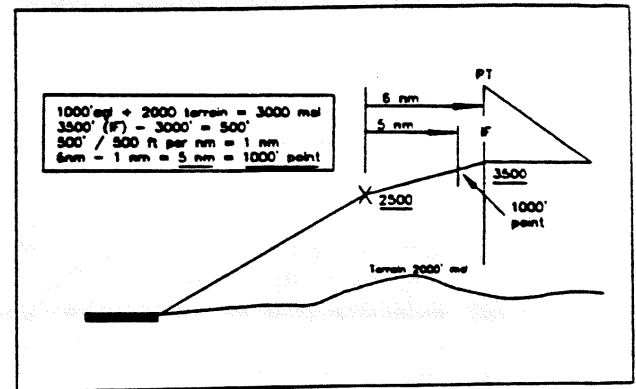 1000'agl + 2000 terrain = 3000 msl
3500' (IF) - 3000' = 500'
500' / 500 ft per nm = 1 nm
6nm - 1 nm = 5 nm = 1000' point
PT
6 nm
5 nm
IF
3500
2500
1000'
point
Terrain 2000' msl